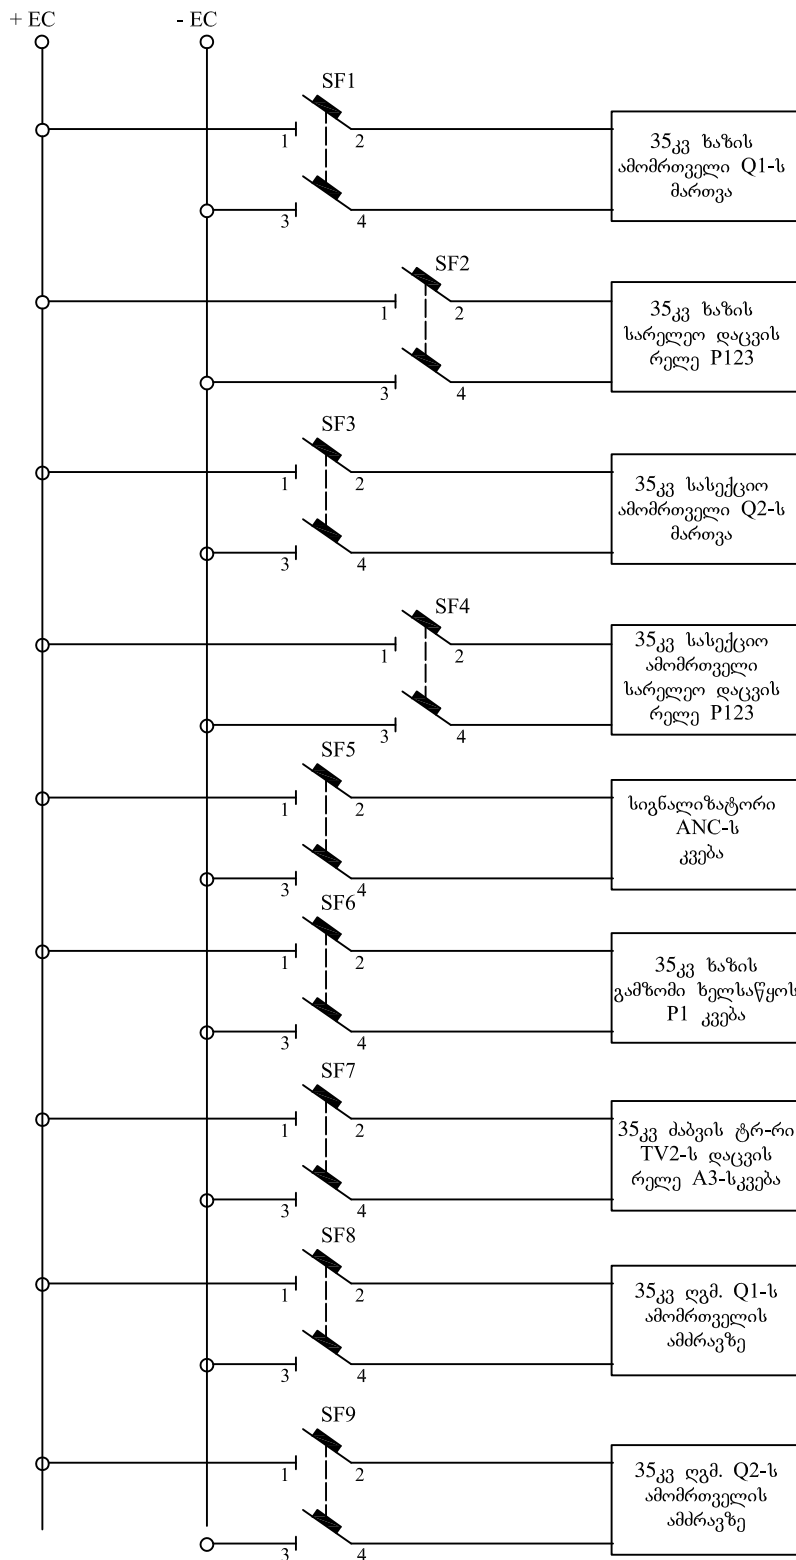 + EC
- EC
SF1
1
2
3
4
35კვ ხაზის
ამომრთველი Q1-ს
მართვა
SF2
1
2
3
4
35კვ ხაზის
სარელეო დაცვის
რელე P123
SF3
1
2
3
4
35კვ სასექციო
ამომრთველი Q2-ს
მართვა
SF4
1
2
3
4
35კვ სასექციო
ამომრთველი
სარელეო დაცვის
რელე P123
SF5
1
2
3
4
სიგნალიზატორი
ANC-ს
კვება
SF6
1
2
3
4
35კვ ხაზის
გამზომი ხელსაწყოს
P1 კვება
SF7
1
2
3
4
35კვ ძაბვის ტრ-რი
TV2-ს დაცვის
რელე A3-სკვება
SF8
1
2
3
4
35კვ ღგმ. Q1-ს
ამომრთველის
ამძრავზე
SF9
1
2
3
4
35კვ ღგმ. Q2-ს
ამომრთველის
ამძრავზე